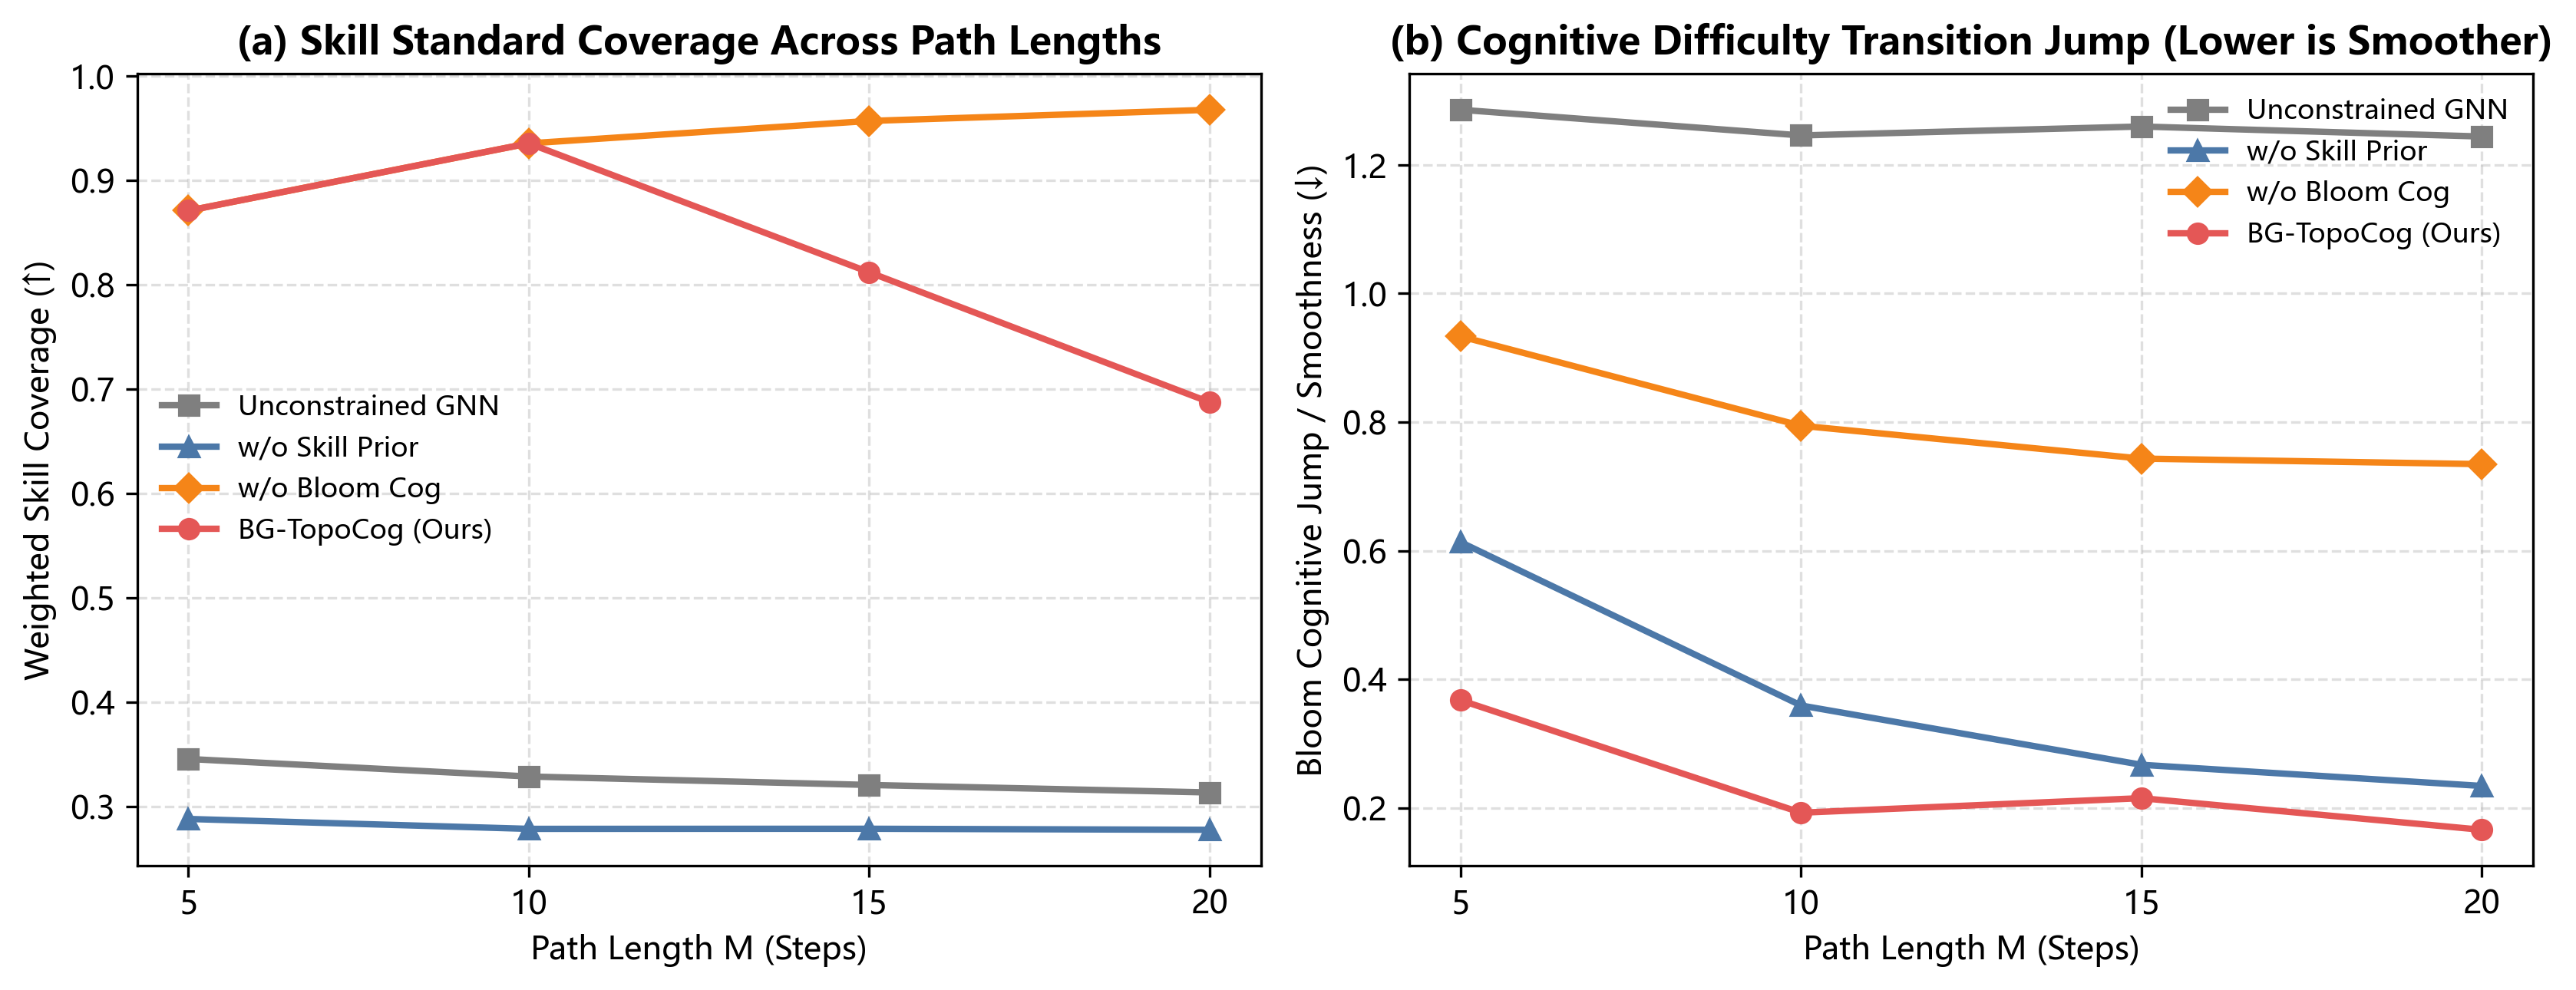 (a) Skill Standard Coverage Across Path Lengths
Weighted Skill Coverage (↑)
1.0
0.9
0.8
0.7
0.6
0.5
0.4
0.3
Unconstrained GNN
w/o Skill Prior
w/o Bloom Cog
BG-TopoCog (Ours)
5 10 15 20
Path Length M (Steps)
(b) Cognitive Difficulty Transition Jump (Lower is Smoother)
Bloom Cognitive Jump / Smoothness (↓)
1.2
1.0
0.8
0.6
0.4
0.2
Unconstrained GNN
w/o Skill Prior
w/o Bloom Cog
BG-TopoCog (Ours)
5 10 15 20
Path Length M (Steps)